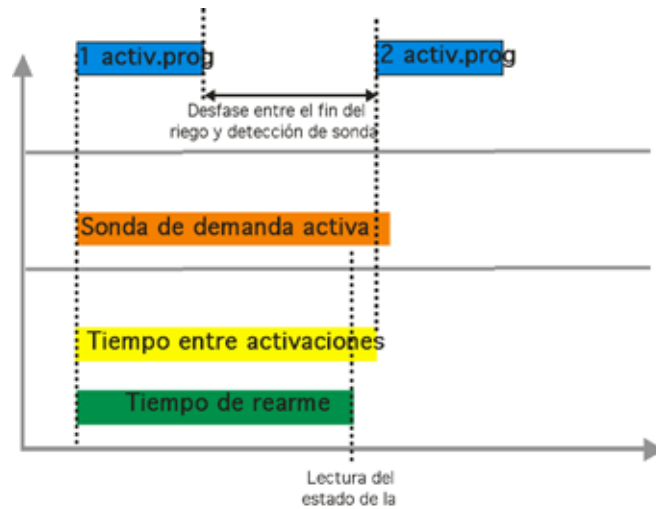 1 activ.prog
2 activ.prog
Desfase entre el fin del
riego y detección de sonda
Sonda de demanda activa
Tiempo entre activaciones
Tiempo de rearme
Lectura del
estado de la